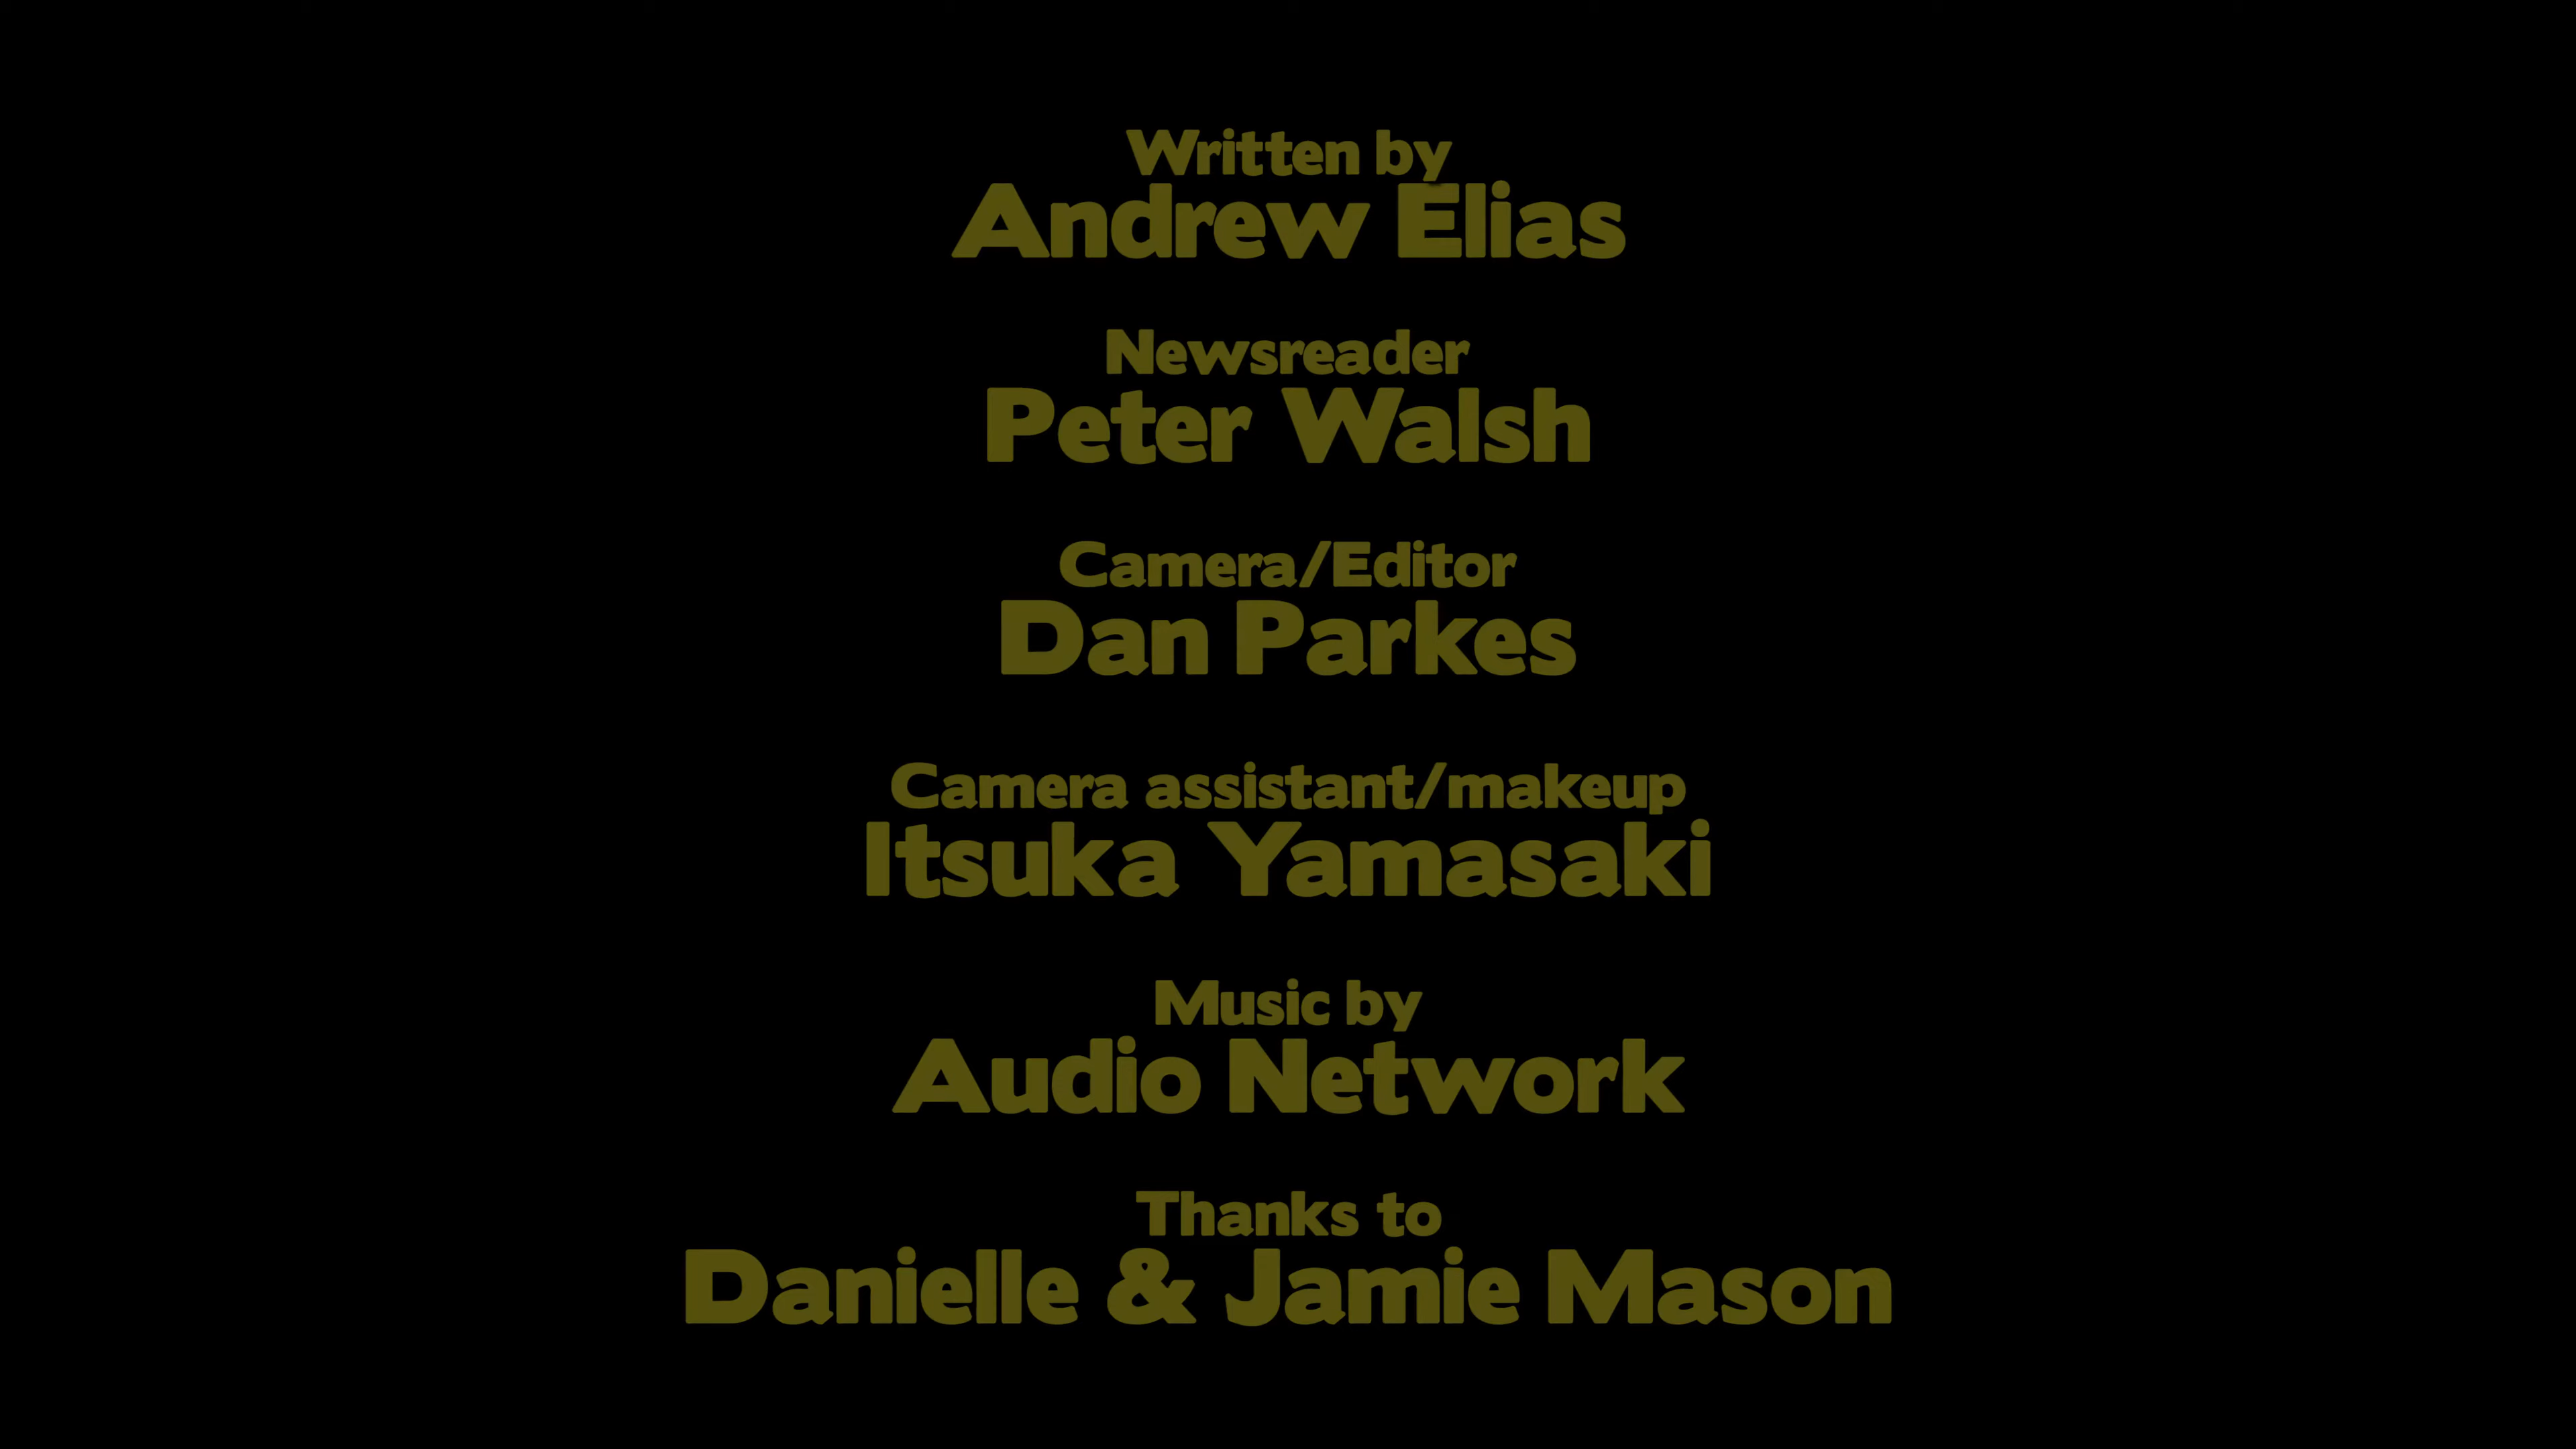 Written by
Andrew Elias
Newsreader
Peter Walsh
Camera/Editor
Dan Parkes
Camera assistant/makeup
Itsuka Yamasaki
Music by
Audio Network
Thanks to
Danielle & Jamie Mason